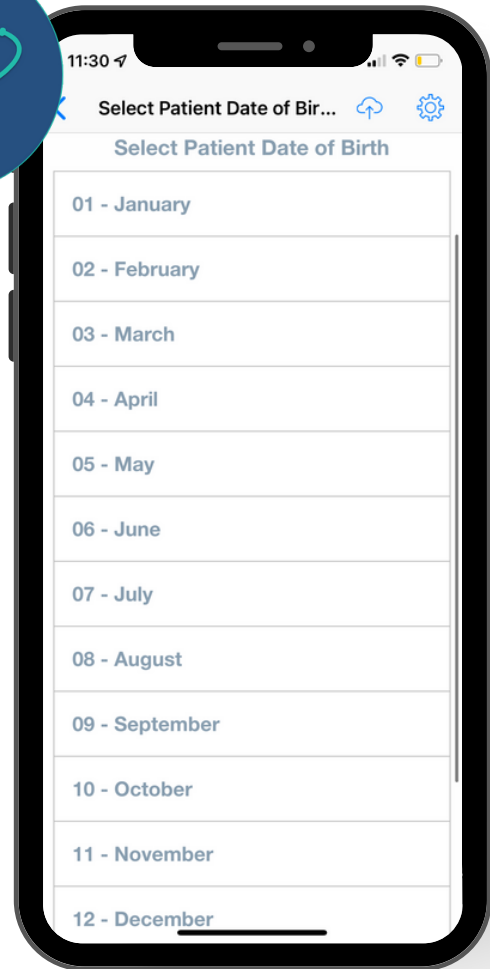 11:30
Select Patient Date of Bir...
Select Patient Date of Birth
01 - January
02 - February
03 - March
04 - April
05 - May
06 - June
07 - July
08 - August
09 - September
10 - October
11 - November
12 - December